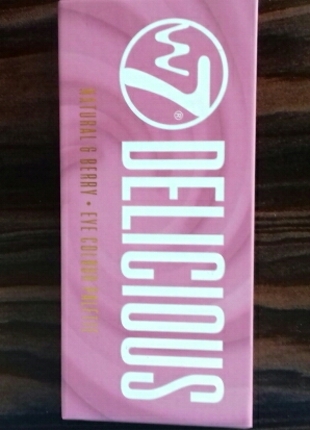 W7®
DELICIOUS
NATURAL & BERRY • EYE COLOUR PALETTE